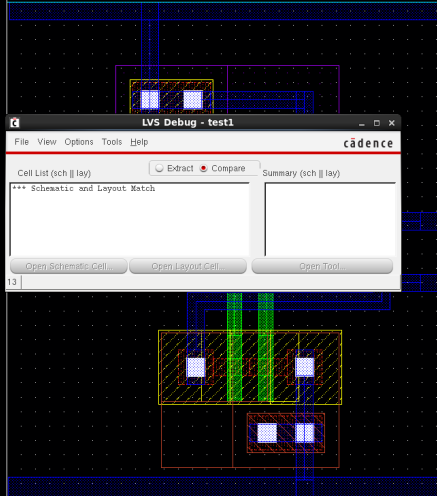 LVS Debug - test1
File View Options Tools Help
cādence
Extract Compare
Cell List (sch || lay) Summary (sch || lay)
*** Schematic and Layout Match
Open Schematic Cell... Open Layout Cell... Open Tool...
13